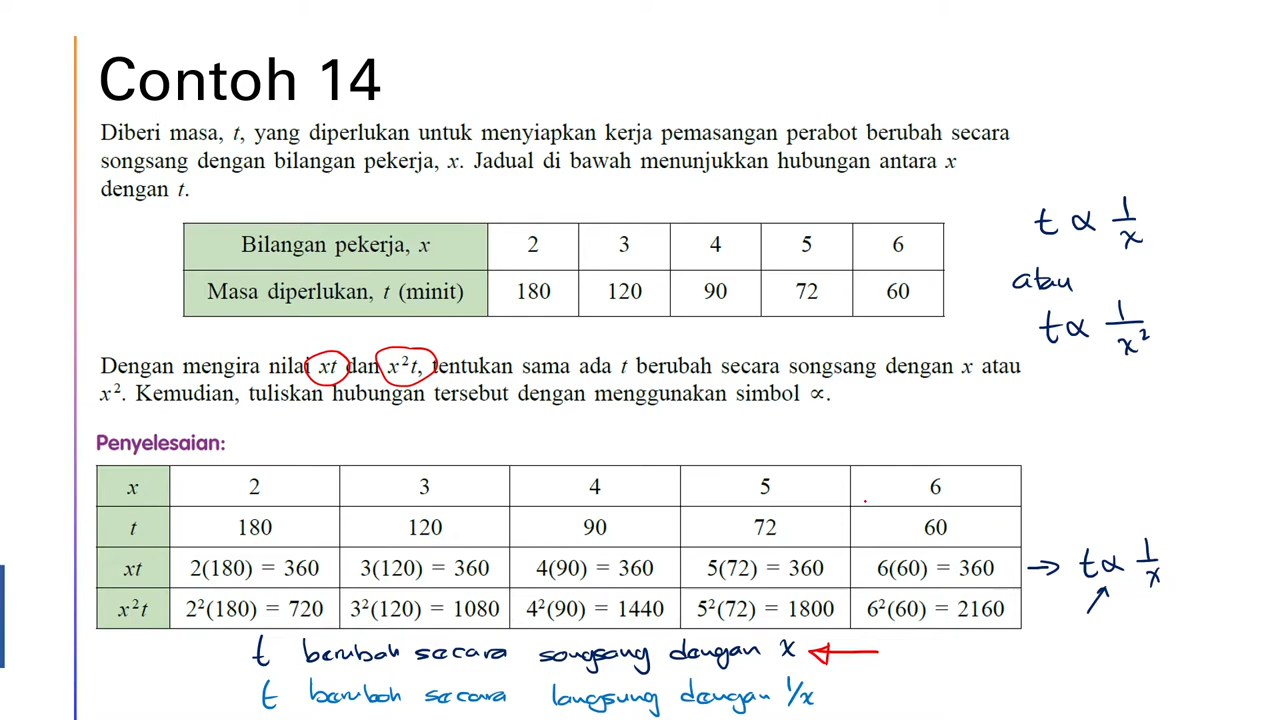 Contoh 14
Diberi masa, t, yang diperlukan untuk menyiapkan kerja pemasangan perabot berubah secara
songsang dengan bilangan pekerja, x. Jadual di bawah menunjukkan hubungan antara x
dengan t.
Bilangan pekerja, x 2 3 4 5 6
Masa diperlukan, t (minit) 180 120 90 72 60
t ∝ 1/x
atau
t ∝ 1/x²
Dengan mengira nilai xt dan x²t, tentukan sama ada t berubah secara songsang dengan x atau
x². Kemudian, tuliskan hubungan tersebut dengan menggunakan simbol ∝.
Penyelesaian:
x 2 3 4 5 6
t 180 120 90 72 60
xt 2(180) = 360 3(120) = 360 4(90) = 360 5(72) = 360 6(60) = 360 → t ∝ 1/x
x²t 2²(180) = 720 3²(120) = 1080 4²(90) = 1440 5²(72) = 1800 6²(60) = 2160
t berubah secara songsang dengan x
t berubah secara langsung dengan 1/x